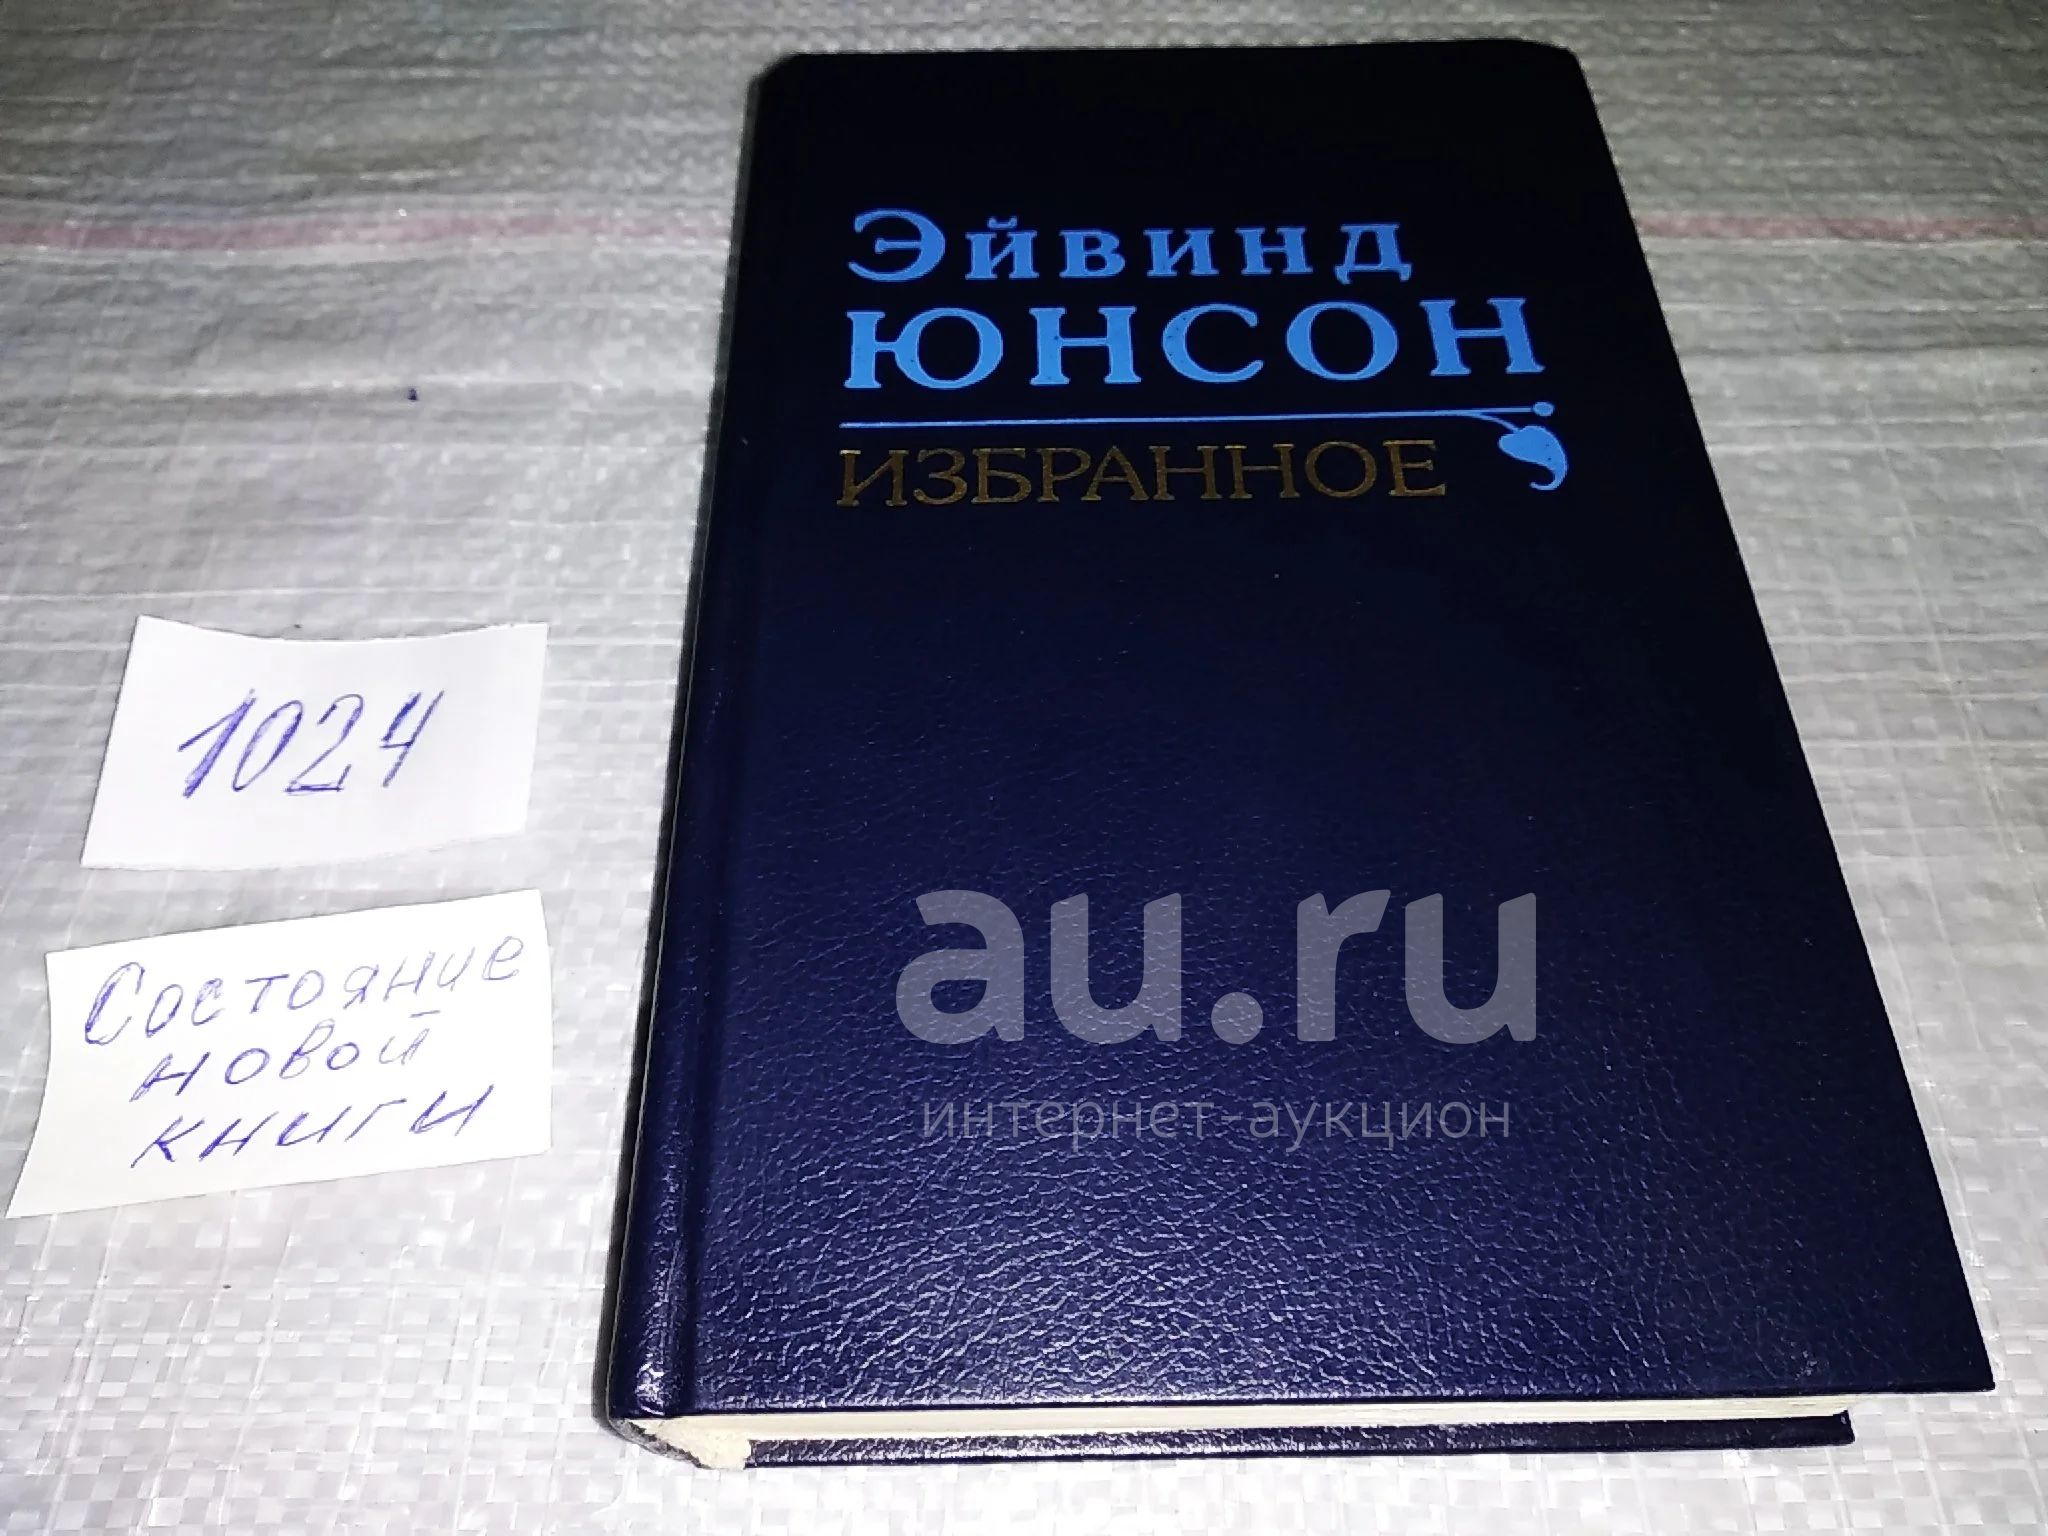 Эйвинд
ЮНСОН
ИЗБРАННОЕ
1024
Состояние
новой
книги
au.ru
интернет-аукцион